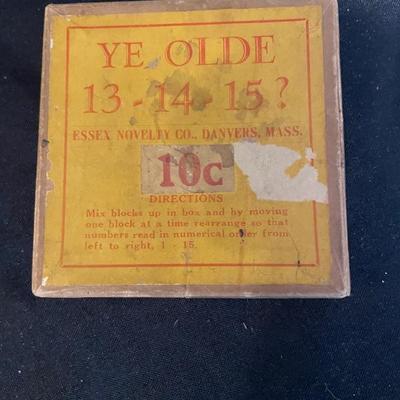 YE OLDE
13 - 14 - 15 ?
ESSEX NOVELTY CO., DANVERS, MASS.
10c
DIRECTIONS
Mix blocks up in box and by moving
one block at a time rearrange so that
numbers read in numerical order from
left to right, 1 - 15.